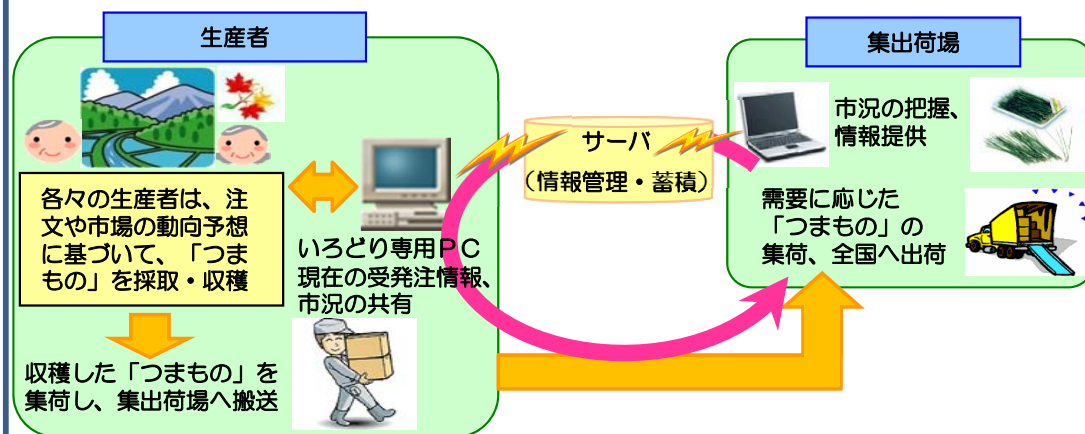 生産者
各々の生産者は、注
文や市場の動向予想
に基づいて、「つま
もの」を採取・収穫
いろどり専用ＰＣ
現在の受発注情報、
市況の共有
収穫した「つまもの」を
集荷し、集出荷場へ搬送
サーバ
（情報管理・蓄積）
集出荷場
市況の把握、
情報提供
需要に応じた
「つまもの」の
集荷、全国へ出荷